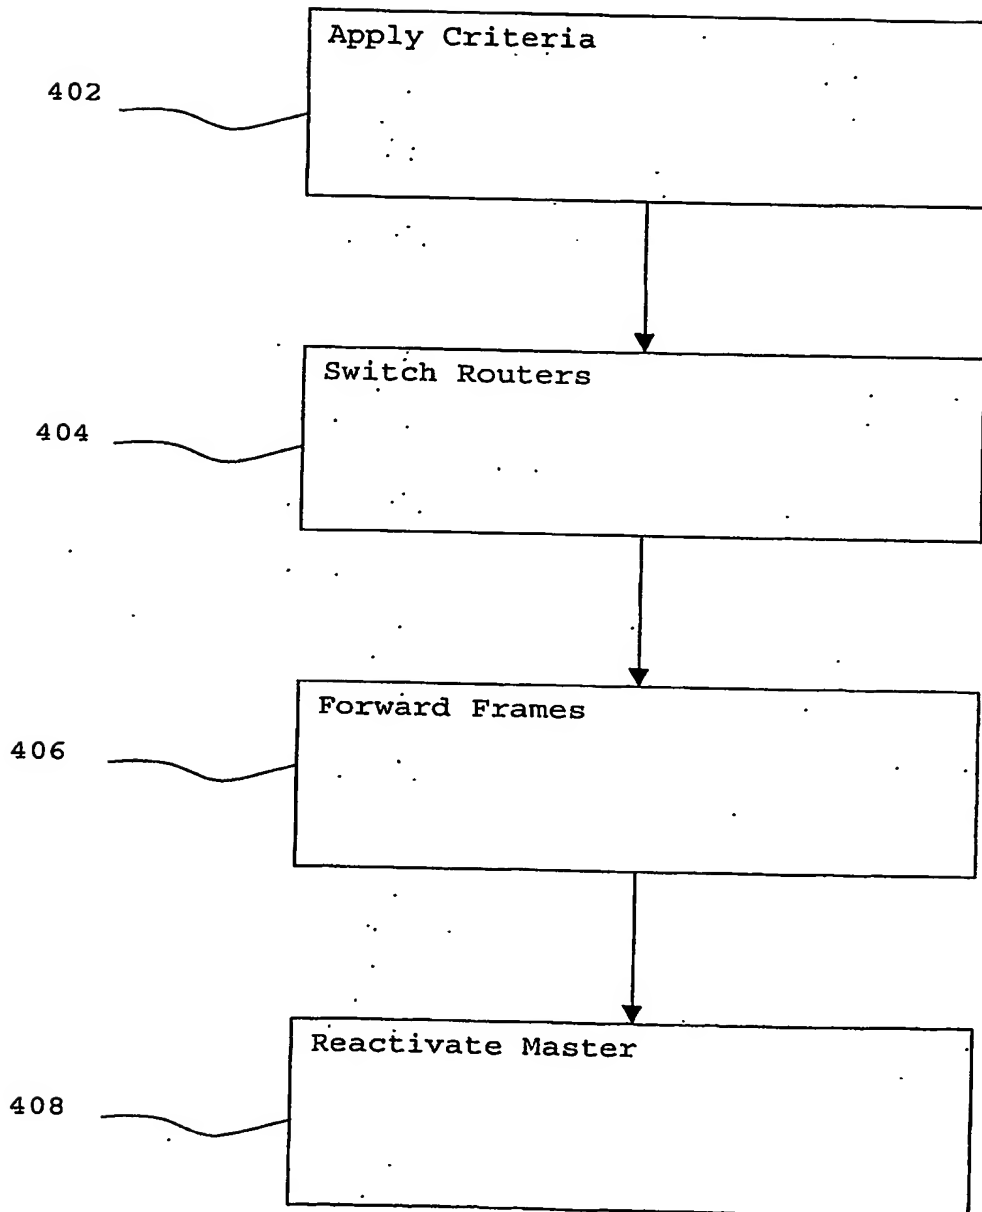 Apply Criteria
402
Switch Routers
404
Forward Frames
406
Reactivate Master
408